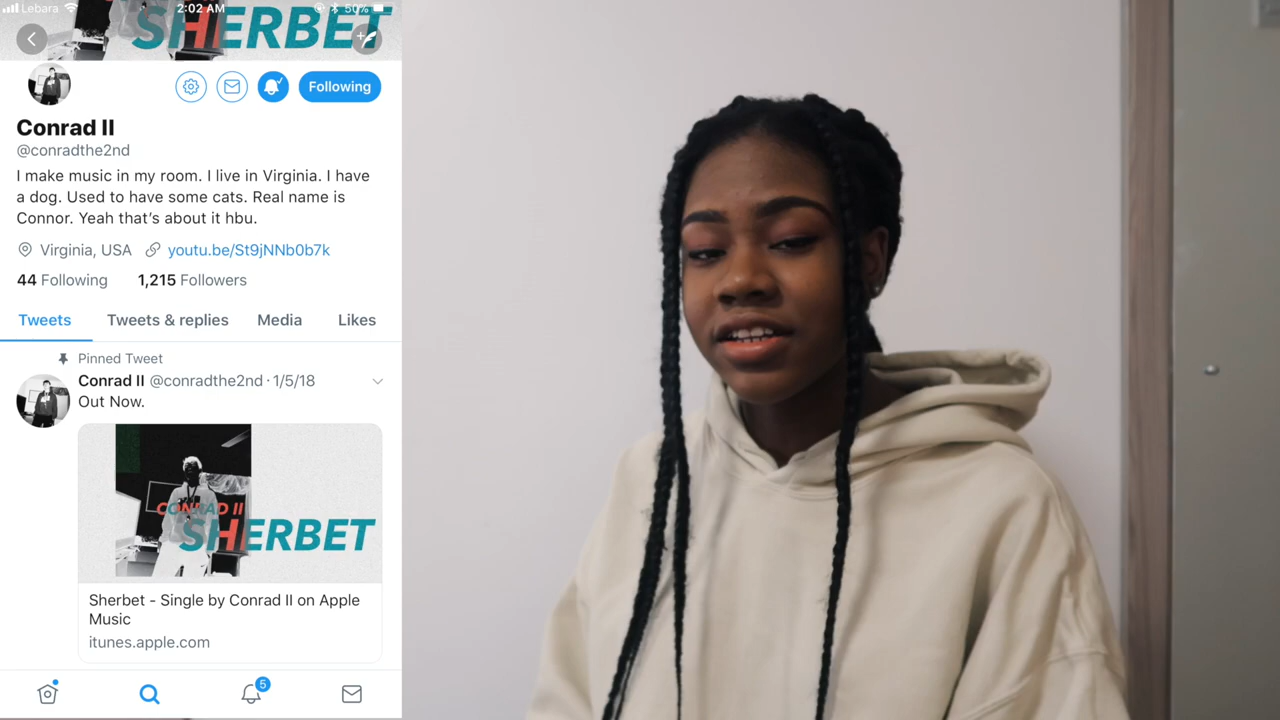 Lebara 2:02 AM 50%
SHERBET
Following
Conrad II
@conradthe2nd
I make music in my room. I live in Virginia. I have
a dog. Used to have some cats. Real name is
Connor. Yeah that’s about it hbu.
Virginia, USA youtu.be/St9jNNb0b7k
44 Following 1,215 Followers
Tweets Tweets & replies Media Likes
Pinned Tweet
Conrad II @conradthe2nd · 1/5/18
Out Now.
CONRAD II
SHERBET
Sherbet - Single by Conrad II on Apple
Music
itunes.apple.com
5